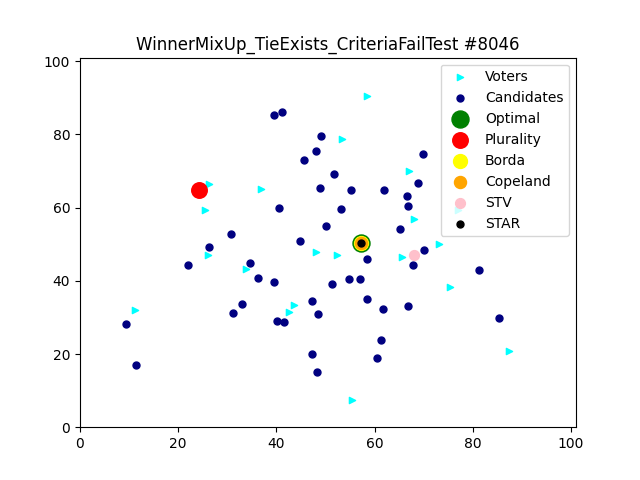 WinnerMixUp_TieExists_CriteriaFailTest #8046
100
80
60
40
20
0
0 20 40 60 80 100
Voters
Candidates
Optimal
Plurality
Borda
Copeland
STV
STAR